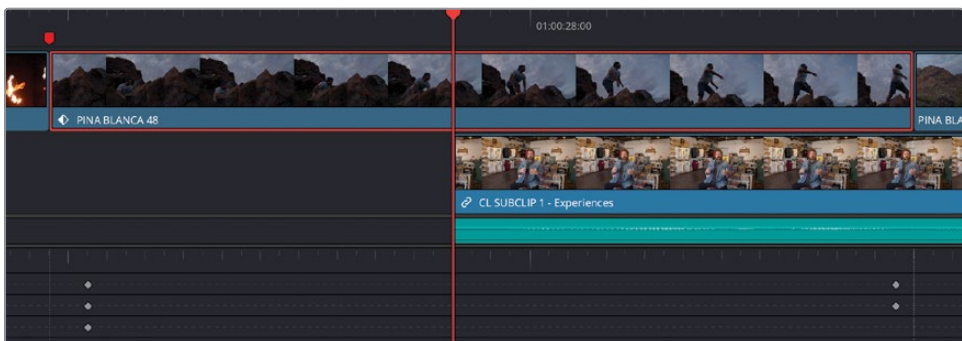 01:00:28:00
PINA BLANCA 48
PINA BLA
CL SUBCLIP 1 - Experiences